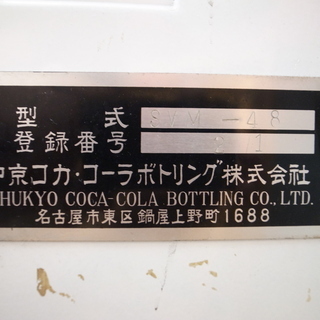 型式 SVM-48
登録番号
中京コカ・コーラボトリング株式会社
HUKYO COCA-COLA BOTTLING CO., LTD.
名古屋市東区鍋屋上野町1688